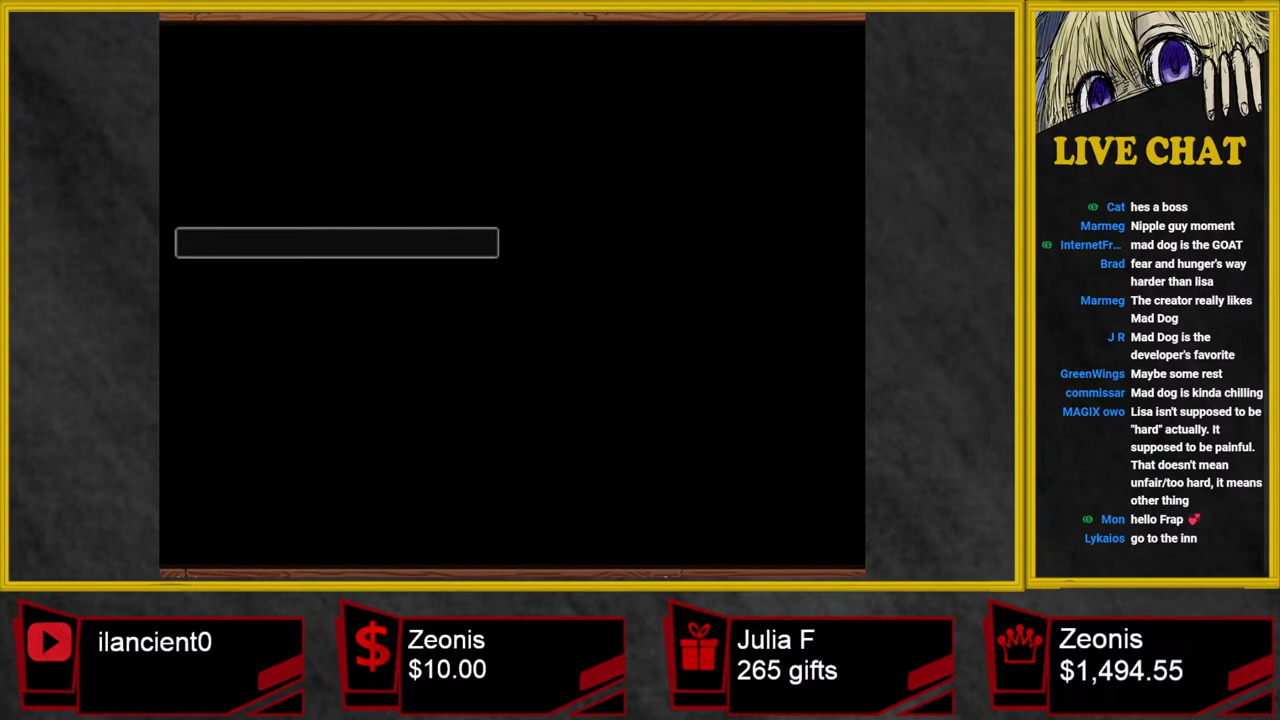 LIVE CHAT
Cat hes a boss
Marmeg Nipple guy moment
InternetFr... mad dog is the GOAT
Brad fear and hunger's way
harder than lisa
Marmeg The creator really likes
Mad Dog
J R Mad Dog is the
developer's favorite
GreenWings Maybe some rest
commissar Mad dog is kinda chilling
MAGIX owo Lisa isn't supposed to be
"hard" actually. It
supposed to be painful.
That doesn't mean
unfair/too hard, it means
other thing
Mon hello Frap 💕
Lykaios go to the inn
ilancient0
Zeonis
$10.00
Julia F
265 gifts
Zeonis
$1,494.55